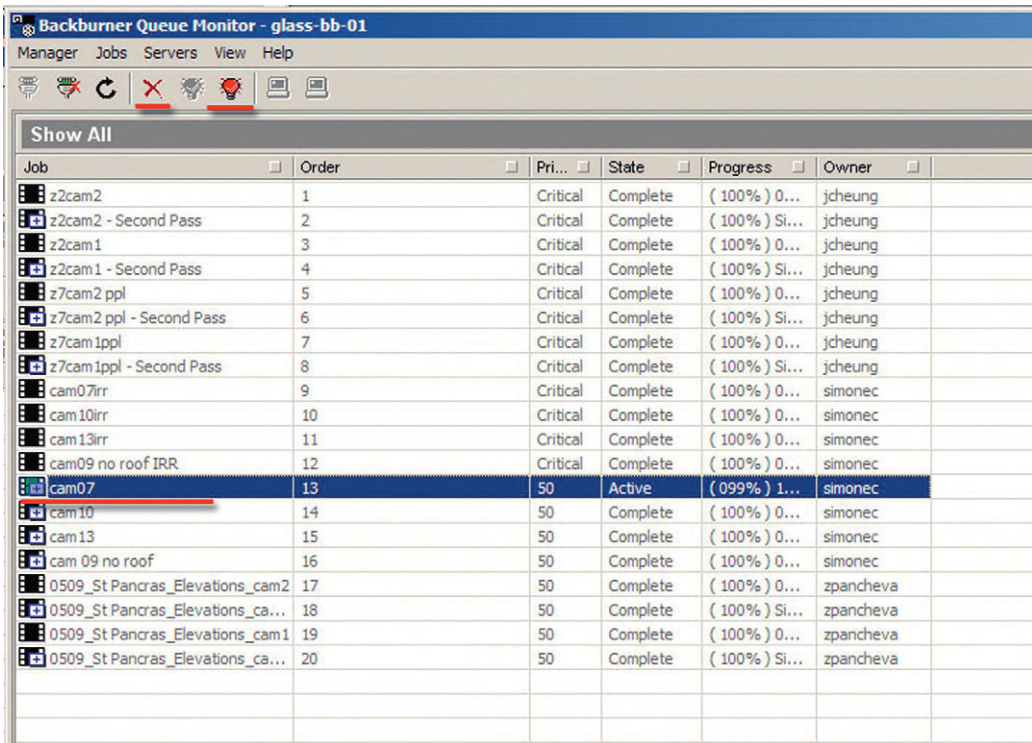 Backburner Queue Monitor - glass-bb-01
Manager Jobs Servers View Help
Show All
Job Order Pri... State Progress Owner
z2cam2 1 Critical Complete ( 100% ) 0... jcheung
z2cam2 - Second Pass 2 Critical Complete ( 100% ) Si... jcheung
z2cam1 3 Critical Complete ( 100% ) 0... jcheung
z2cam1 - Second Pass 4 Critical Complete ( 100% ) Si... jcheung
z7cam2 ppl 5 Critical Complete ( 100% ) 0... jcheung
z7cam2 ppl - Second Pass 6 Critical Complete ( 100% ) Si... jcheung
z7cam1ppl 7 Critical Complete ( 100% ) 0... jcheung
z7cam1ppl - Second Pass 8 Critical Complete ( 100% ) Si... jcheung
cam07irr 9 Critical Complete ( 100% ) 0... simonec
cam10irr 10 Critical Complete ( 100% ) 0... simonec
cam13irr 11 Critical Complete ( 100% ) 0... simonec
cam09 no roof IRR 12 Critical Complete ( 100% ) 0... simonec
cam07 13 50 Active ( 099% ) 1... simonec
cam10 14 50 Complete ( 100% ) 0... simonec
cam13 15 50 Complete ( 100% ) 0... simonec
cam 09 no roof 16 50 Complete ( 100% ) 0... simonec
0509_St Pancras_Elevations_cam2 17 50 Complete ( 100% ) 0... zpancheva
0509_St Pancras_Elevations_ca... 18 50 Complete ( 100% ) Si... zpancheva
0509_St Pancras_Elevations_cam1 19 50 Complete ( 100% ) 0... zpancheva
0509_St Pancras_Elevations_ca... 20 50 Complete ( 100% ) Si... zpancheva